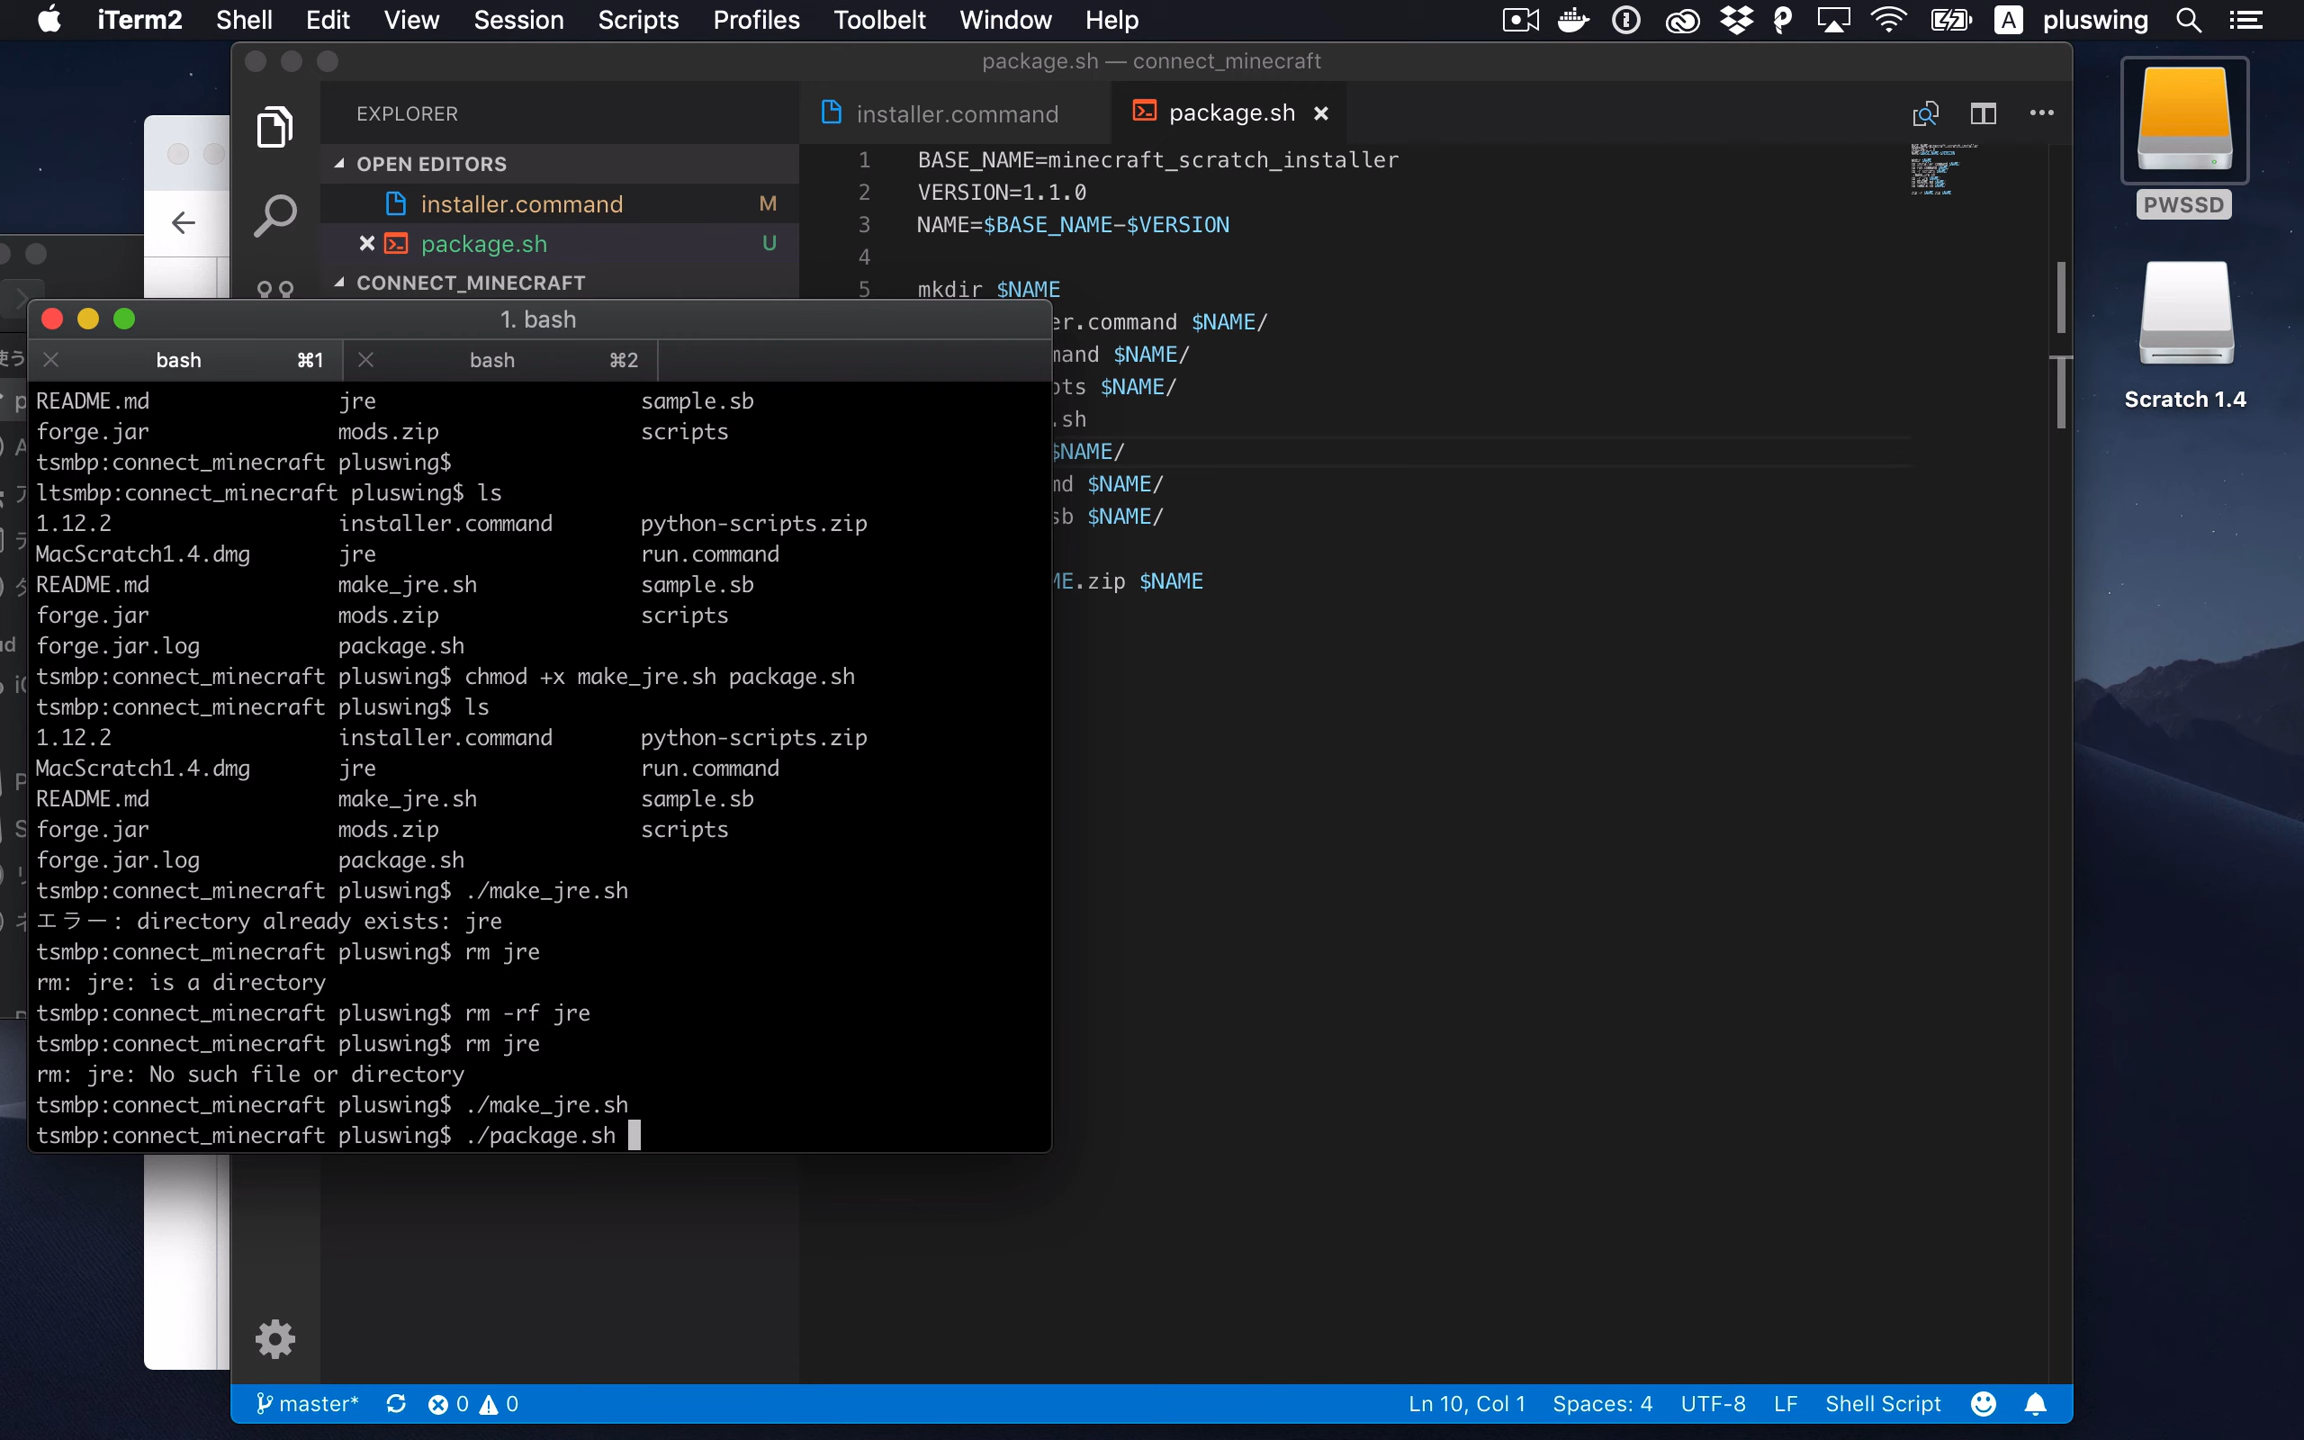 iTerm2 Shell Edit View Session Scripts Profiles Toolbelt Window Help
A pluswing
package.sh — connect_minecraft
EXPLORER
installer.command
package.sh
OPEN EDITORS
installer.command M
package.sh U
CONNECT_MINECRAFT
1 BASE_NAME=minecraft_scratch_installer
2 VERSION=1.1.0
3 NAME=$BASE_NAME-$VERSION
4
5 mkdir $NAME
er.command $NAME/
mand $NAME/
pts $NAME/
.sh
$NAME/
md $NAME/
sb $NAME/
ME.zip $NAME
PWSSD
Scratch 1.4
1. bash
bash ⌘1
bash ⌘2
README.md jre sample.sb
forge.jar mods.zip scripts
tsmbp:connect_minecraft pluswing$
ltsmbp:connect_minecraft pluswing$ ls
1.12.2 installer.command python-scripts.zip
MacScratch1.4.dmg jre run.command
README.md make_jre.sh sample.sb
forge.jar mods.zip scripts
forge.jar.log package.sh
tsmbp:connect_minecraft pluswing$ chmod +x make_jre.sh package.sh
tsmbp:connect_minecraft pluswing$ ls
1.12.2 installer.command python-scripts.zip
MacScratch1.4.dmg jre run.command
README.md make_jre.sh sample.sb
forge.jar mods.zip scripts
forge.jar.log package.sh
tsmbp:connect_minecraft pluswing$ ./make_jre.sh
エラー: directory already exists: jre
tsmbp:connect_minecraft pluswing$ rm jre
rm: jre: is a directory
tsmbp:connect_minecraft pluswing$ rm -rf jre
tsmbp:connect_minecraft pluswing$ rm jre
rm: jre: No such file or directory
tsmbp:connect_minecraft pluswing$ ./make_jre.sh
tsmbp:connect_minecraft pluswing$ ./package.sh
master* 0 0
Ln 10, Col 1 Spaces: 4 UTF-8 LF Shell Script